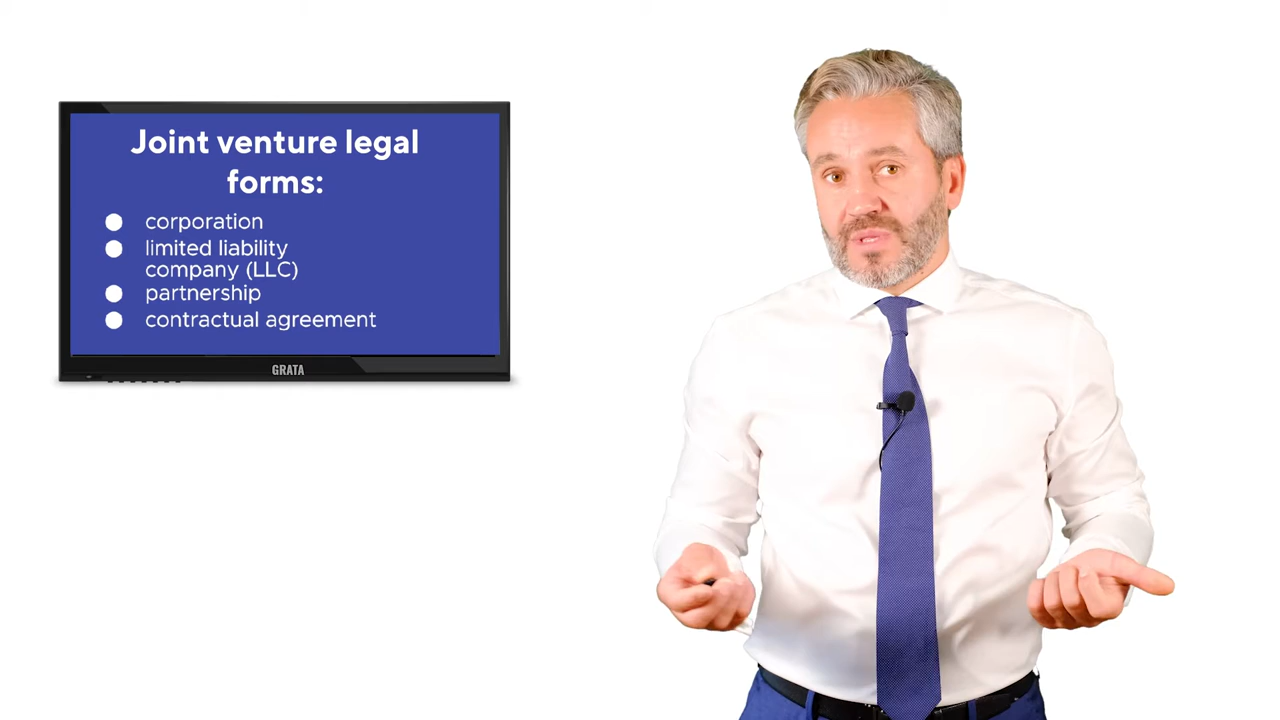 Joint venture legal
forms:
corporation
limited liability
company (LLC)
partnership
contractual agreement
GRATA